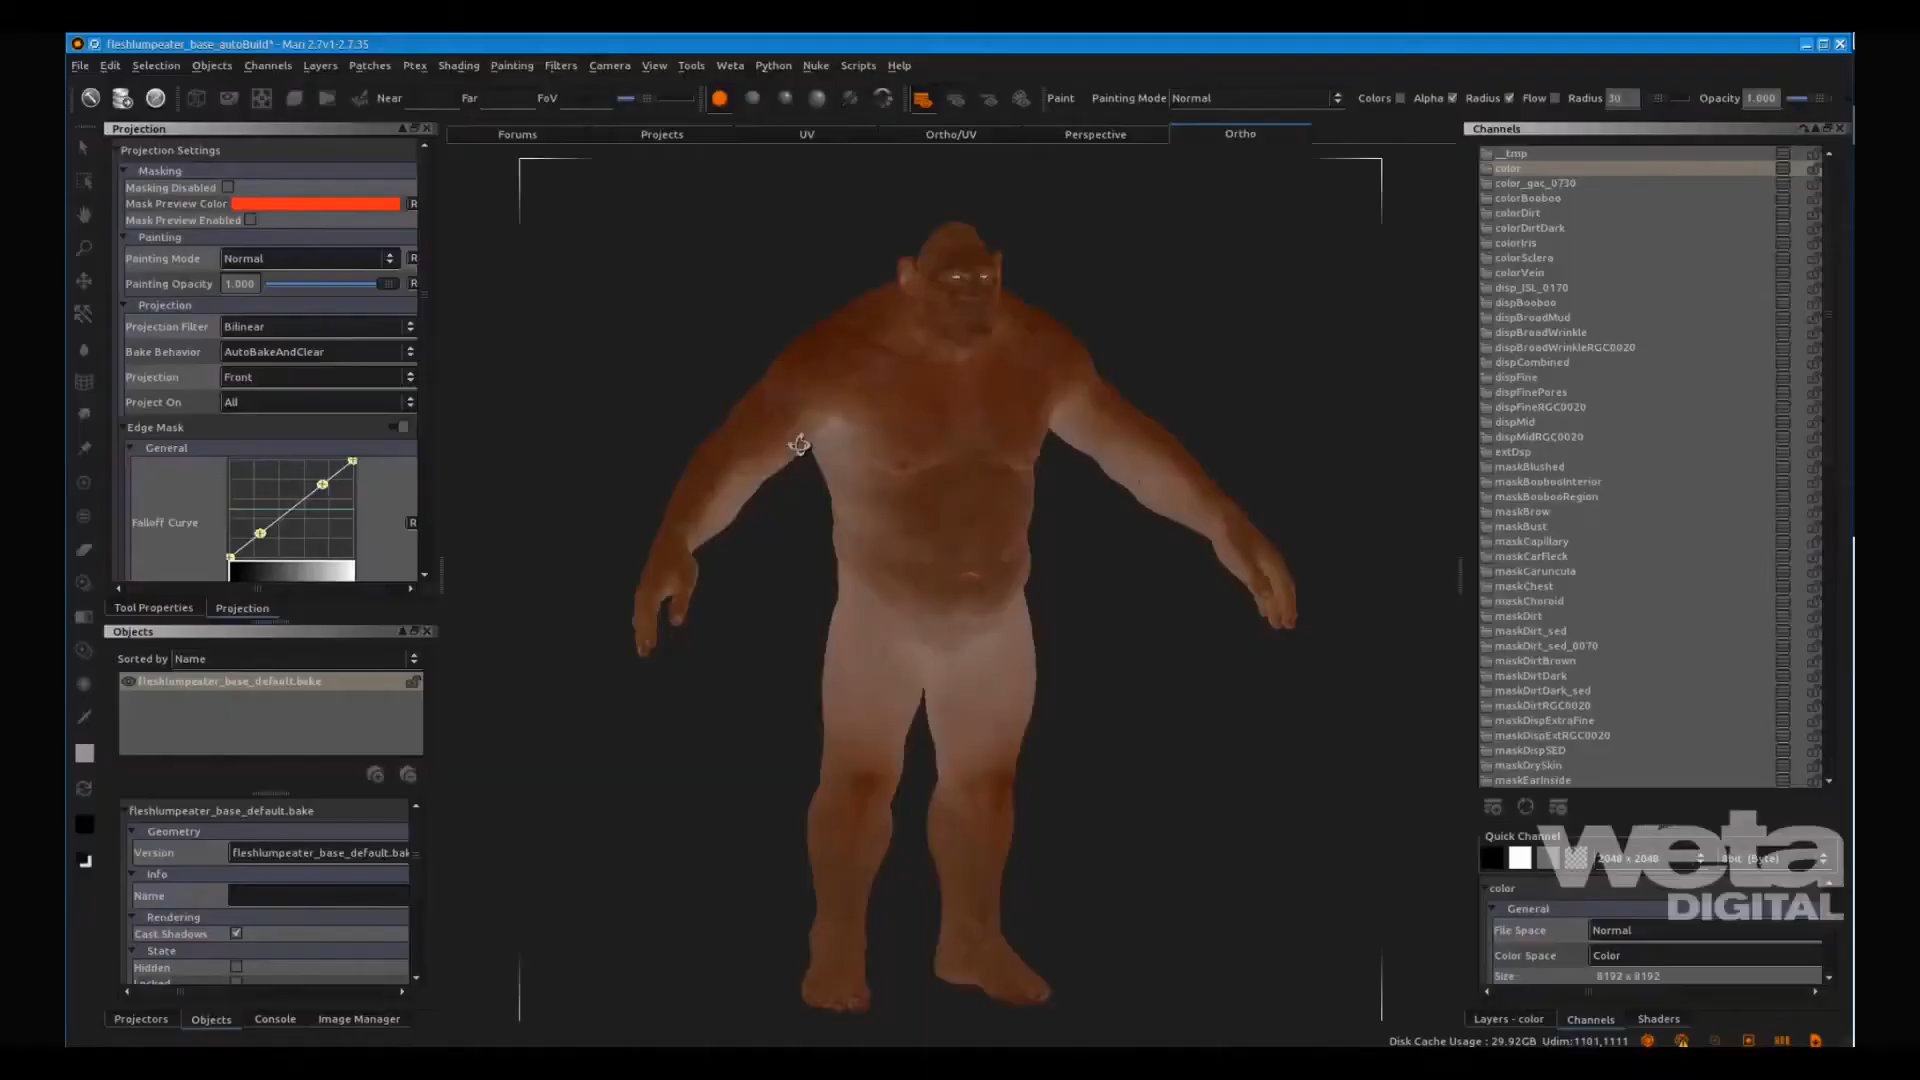 fleshlumpeater_base_autoBuild* - Mari 2.7v1-2.7.35
File Edit Selection Objects Channels Layers Patches Ptex Shading Painting Filters Camera View Tools Weta Python Nuke Scripts Help
Near Far FoV Paint Painting Mode Normal Colors Alpha Radius Flow Radius 30 Opacity 1.000
Projection
Forums Projects UV Ortho/UV Perspective Ortho
Channels
Projection Settings
Masking
Masking Disabled
Mask Preview Color R
Mask Preview Enabled
Painting
Painting Mode Normal R
Painting Opacity 1.000 R
Projection
Projection Filter Bilinear
Bake Behavior AutoBakeAndClear
Projection Front
Project On All
Edge Mask
General
Falloff Curve R
Tool Properties Projection
Objects
Sorted by Name
fleshlumpeater_base_default.bake
fleshlumpeater_base_default.bake
Geometry
Version fleshlumpeater_base_default.bak
Info
Name
Rendering
Cast Shadows
State
Hidden
Locked
Projectors Objects Console Image Manager
__tmp
color
color_gac_0730
colorBooboo
colorDirt
colorDirtDark
colorIris
colorSclera
colorVein
disp_ISL_0170
dispBooboo
dispBroadMud
dispBroadWrinkle
dispBroadWrinkleRGC0020
dispCombined
dispFine
dispFinePores
dispFineRGC0020
dispMid
dispMidRGC0020
extDsp
maskBlushed
maskBoobooInterior
maskBoobooRegion
maskBrow
maskBust
maskCapillary
maskCarFleck
maskCaruncula
maskChest
maskChoroid
maskDirt
maskDirt_sed
maskDirt_sed_0070
maskDirtBrown
maskDirtDark
maskDirtDark_sed
maskDirtRGC0020
maskDispExtraFine
maskDispExtRGC0020
maskDispSED
maskDrySkin
maskEarInside
Quick Channel
2048 x 2048 8bit (Byte)
weta
DIGITAL
color
General
File Space Normal
Color Space Color
Size 8192 x 8192
Layers - color Channels Shaders
Disk Cache Usage : 29.92GB Udim:1101,1111